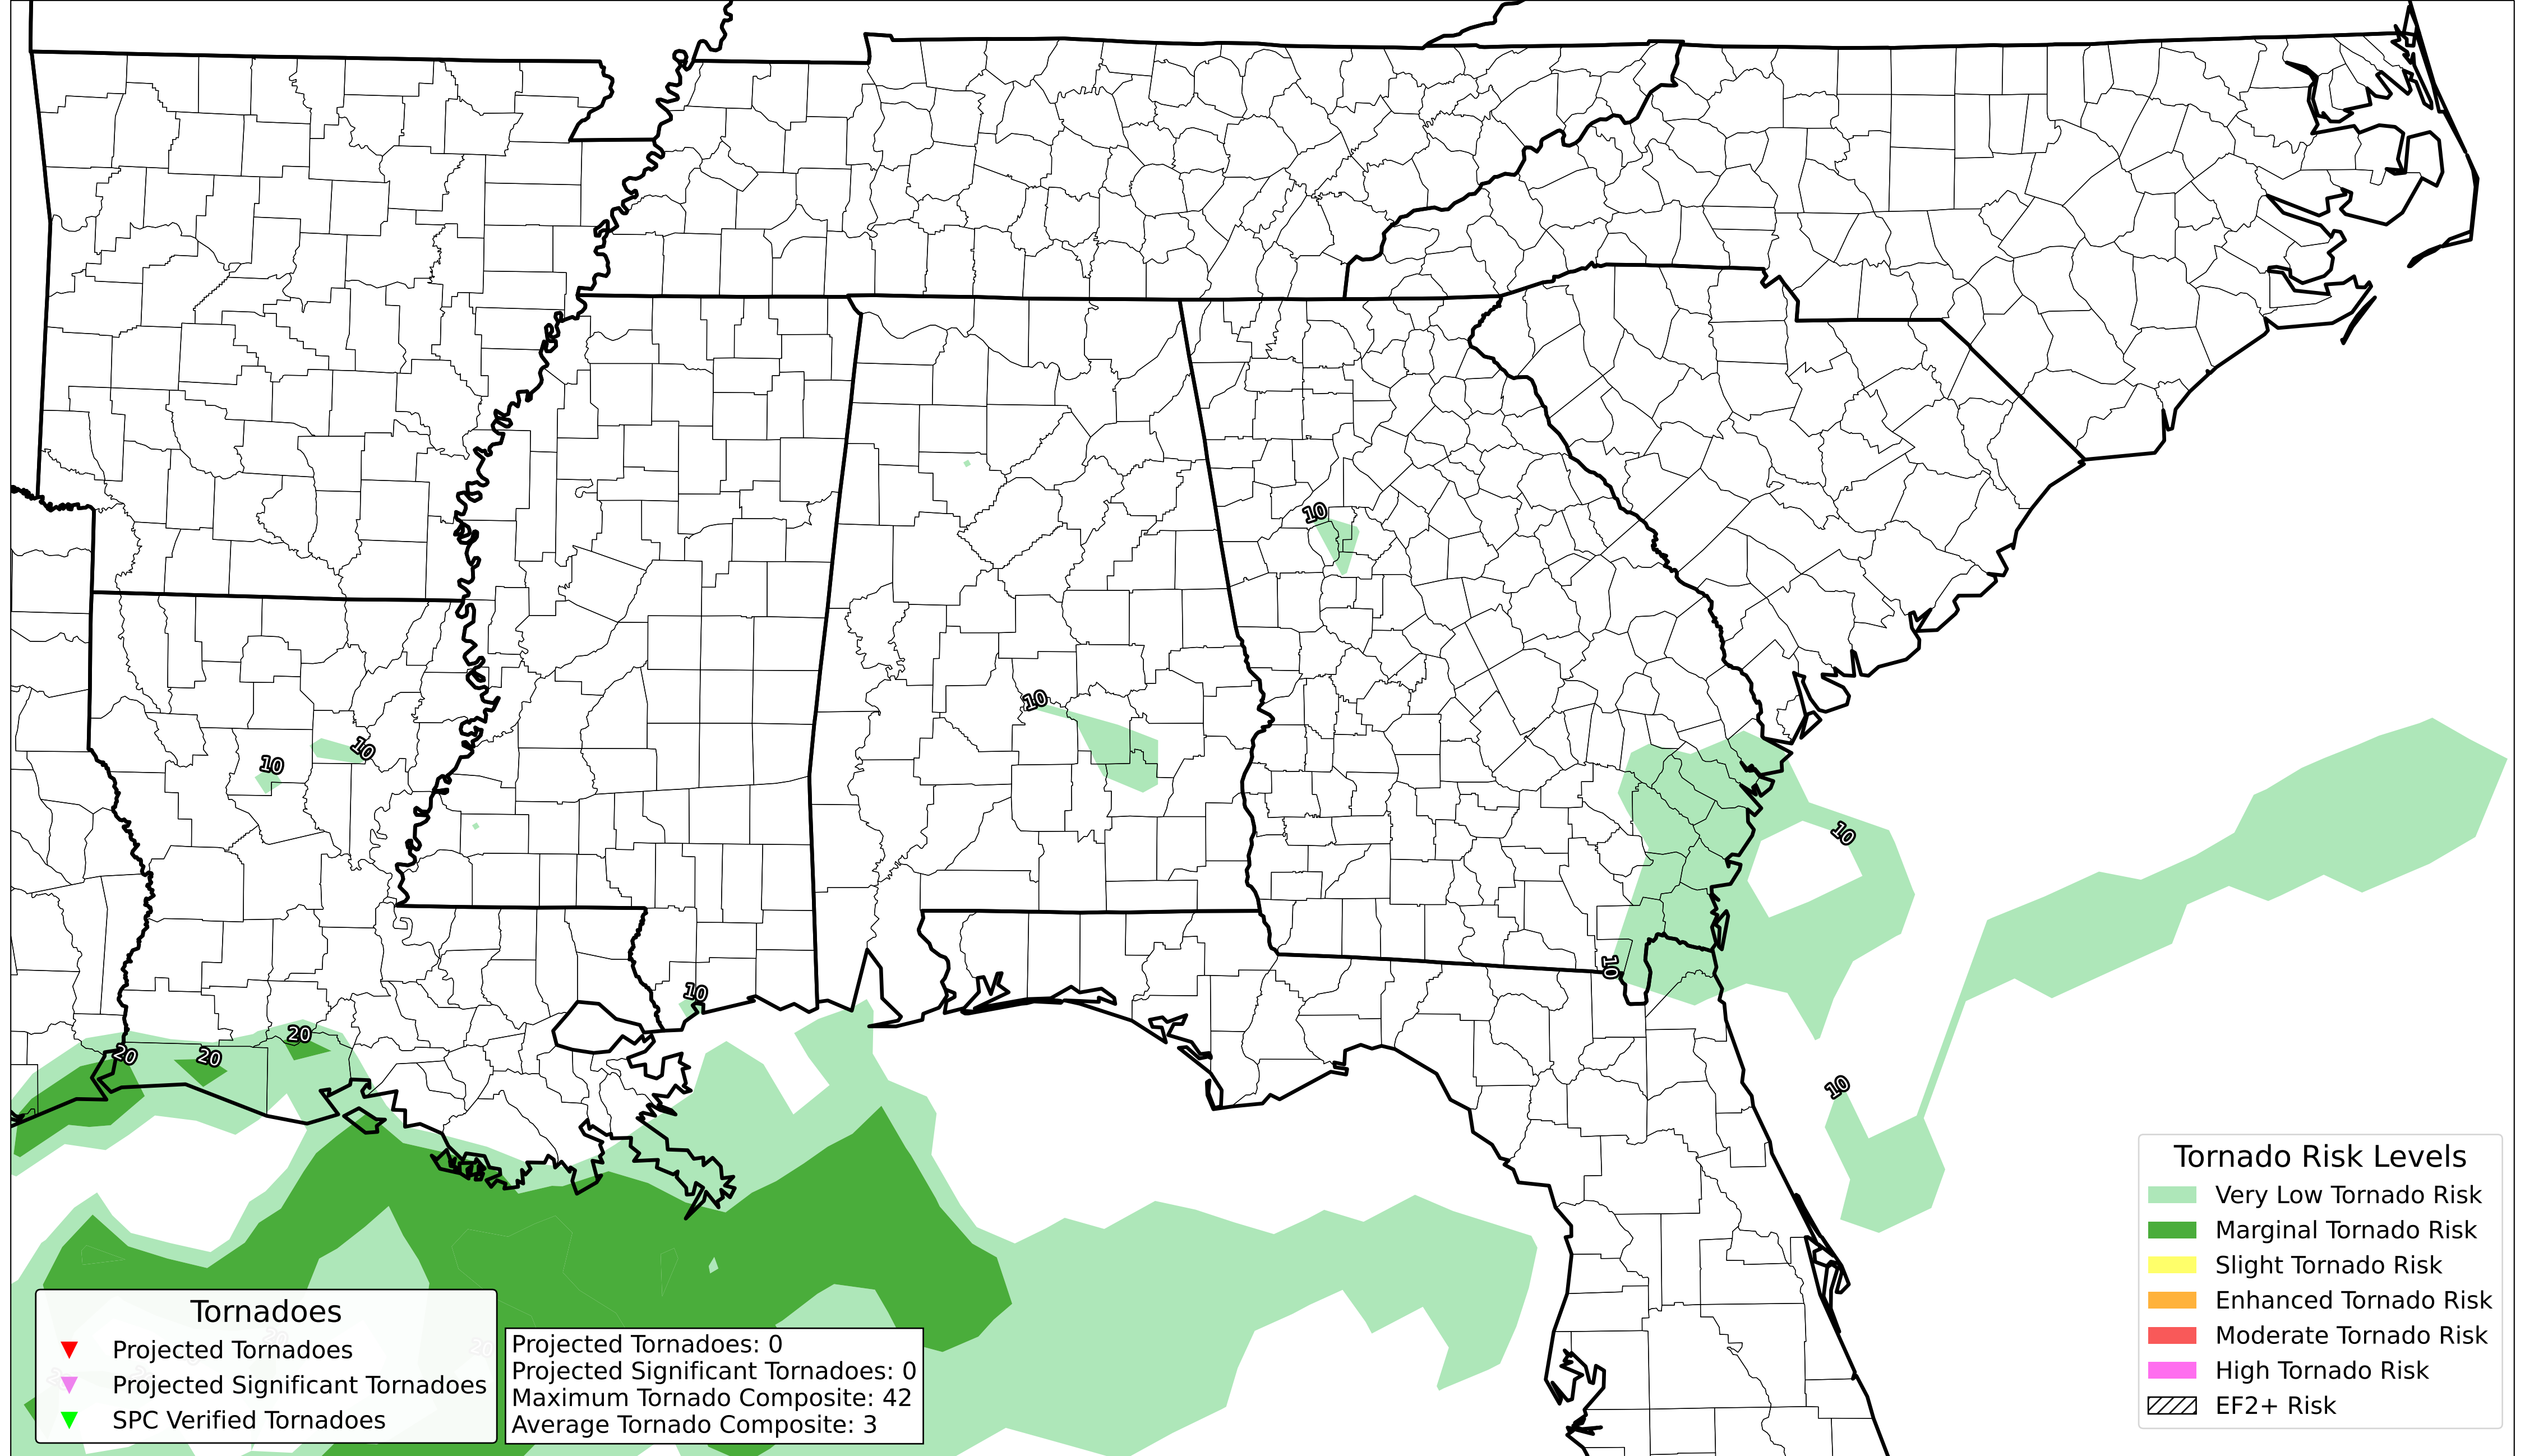 10
10
10
10
10
10
10
10
20
20
20
10
Tornado Risk Levels
Very Low Tornado Risk
Marginal Tornado Risk
Slight Tornado Risk
Enhanced Tornado Risk
Moderate Tornado Risk
High Tornado Risk
EF2+ Risk
Tornadoes
Projected Tornadoes
Projected Significant Tornadoes
SPC Verified Tornadoes
Projected Tornadoes: 0
Projected Significant Tornadoes: 0
Maximum Tornado Composite: 42
Average Tornado Composite: 3